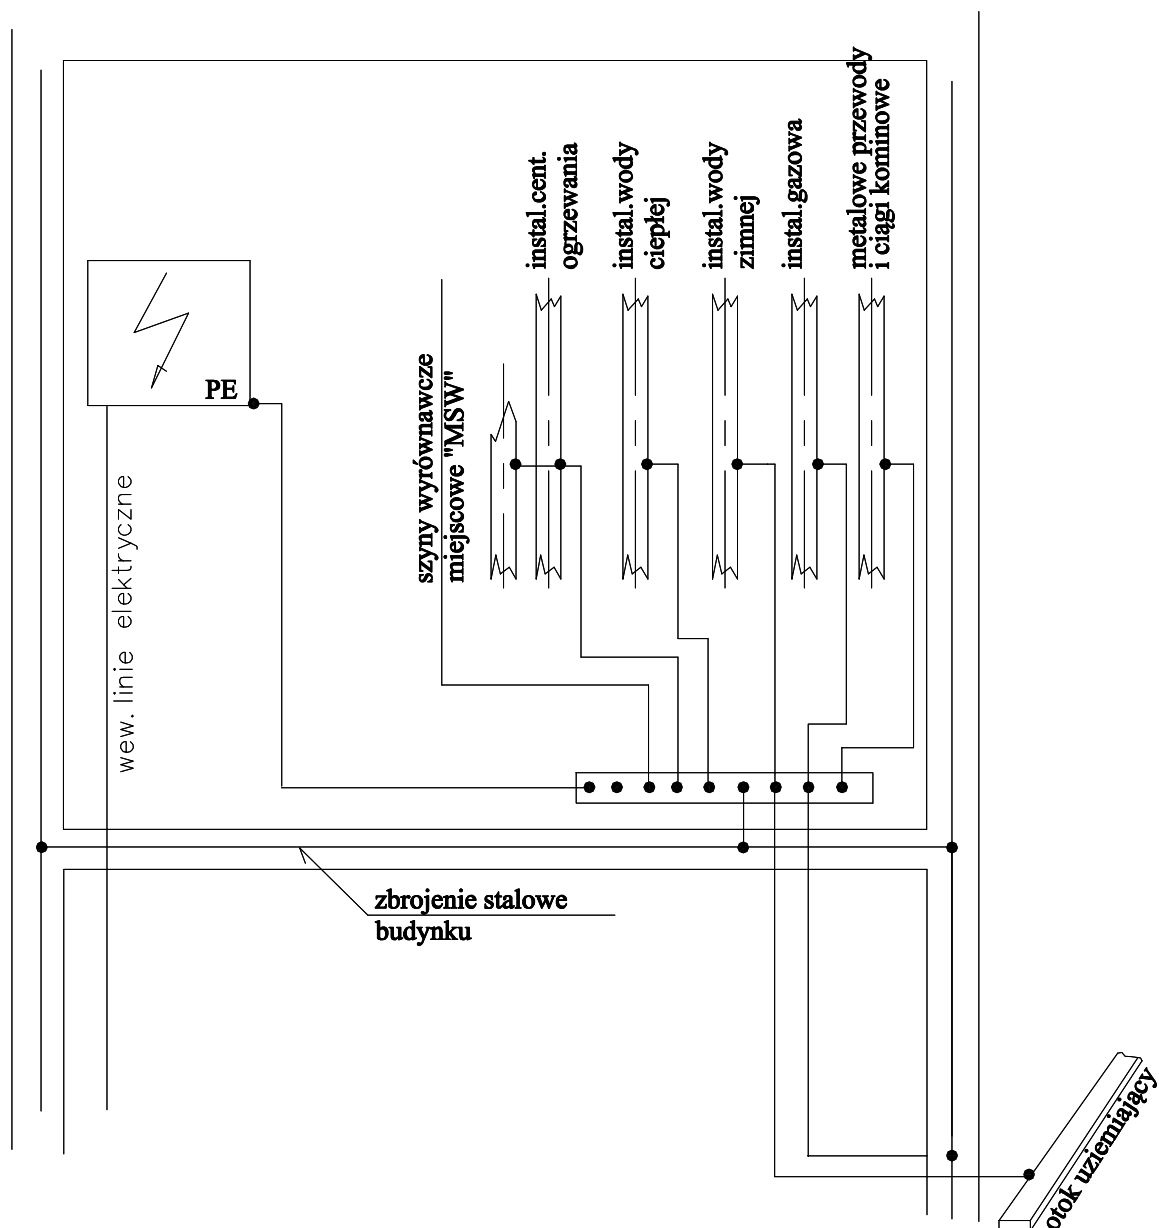 metalowe przewody
i ciągi kominowe
instal.gazowa
instal.wody
zimnej
instal.wody
ciepłej
instal.cent.
ogrzewania
szyny wyrównawcze
miejscowe "MSW"
PE
wew. linie elektryczne
zbrojenie stalowe
budynku
otok uziemiający